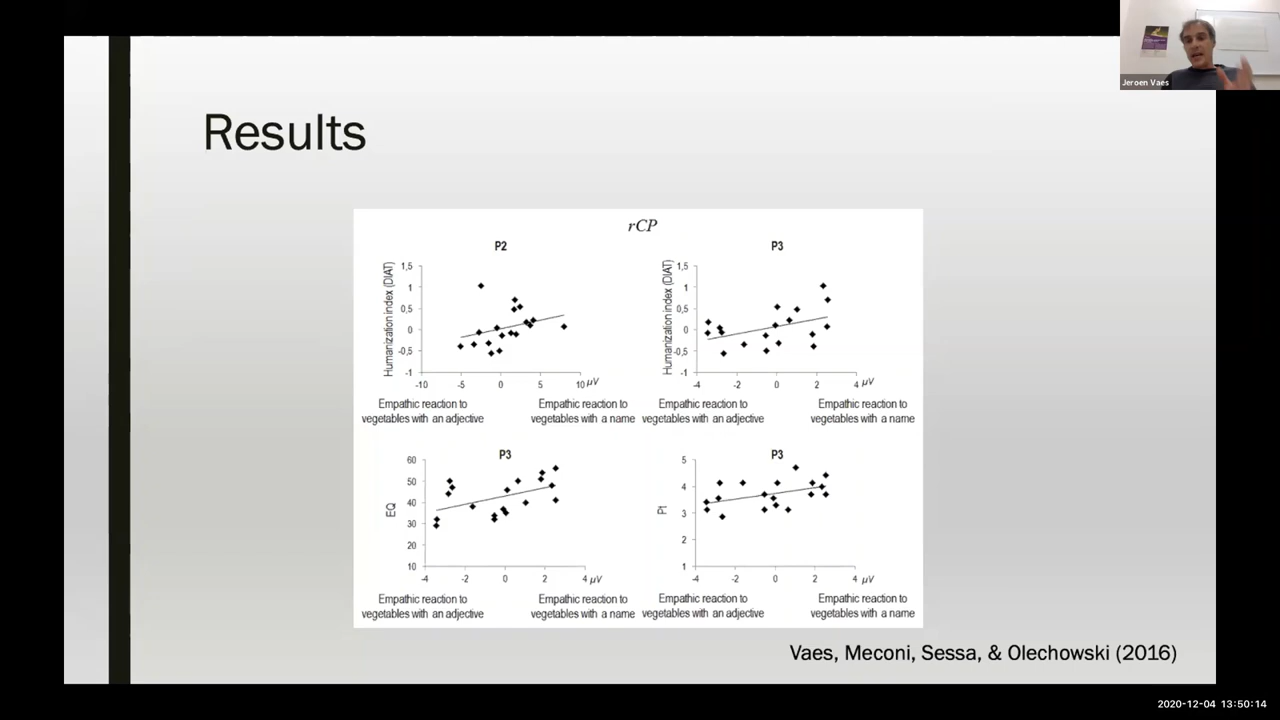 Jeroen Vaes
Results
rCP
P2
P3
Humanization index (DIAT)
1,5
1
0,5
0
-0,5
-1
-10
-5
0
5
10 µV
Empathic reaction to
vegetables with an adjective
Empathic reaction to
vegetables with a name
Humanization index (DIAT)
1,5
1
0,5
0
-0,5
-1
-4
-2
0
2
4 µV
Empathic reaction to
vegetables with an adjective
Empathic reaction to
vegetables with a name
P3
EQ
60
50
40
30
20
10
-4
-2
0
2
4 µV
Empathic reaction to
vegetables with an adjective
Empathic reaction to
vegetables with a name
P3
Pt
5
4
3
2
1
-4
-2
0
2
4 µV
Empathic reaction to
vegetables with an adjective
Empathic reaction to
vegetables with a name
Vaes, Meconi, Sessa, & Olechowski (2016)
2020-12-04 13:50:14